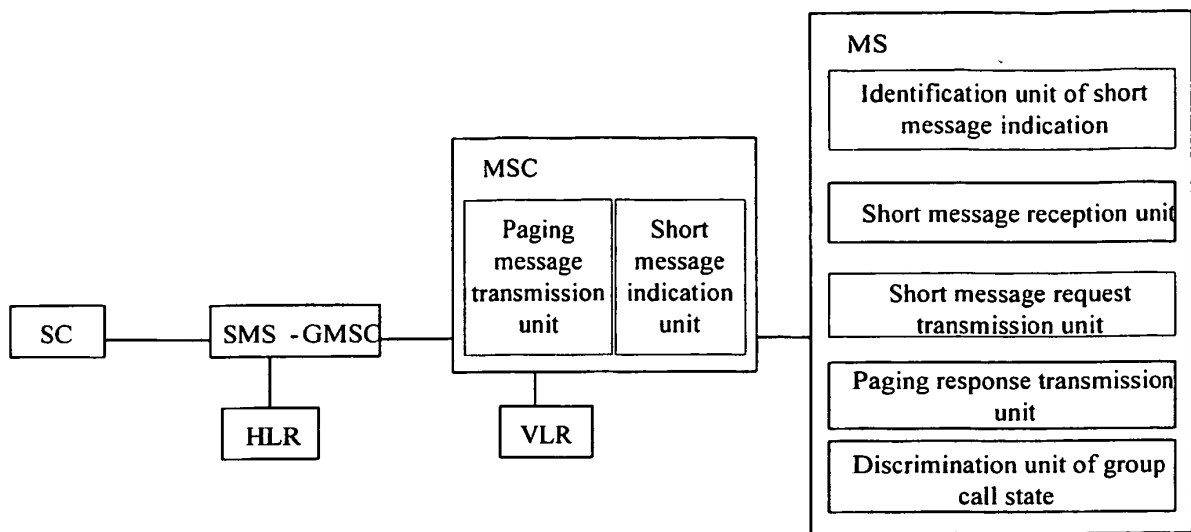 MS
Identification unit of short
message indication
Short message reception unit
Short message request
transmission unit
Paging response transmission
unit
Discrimination unit of group
call state
MSC
Paging
message
transmission
unit
Short
message
indication
unit
SC
SMS -GMSC
HLR
VLR